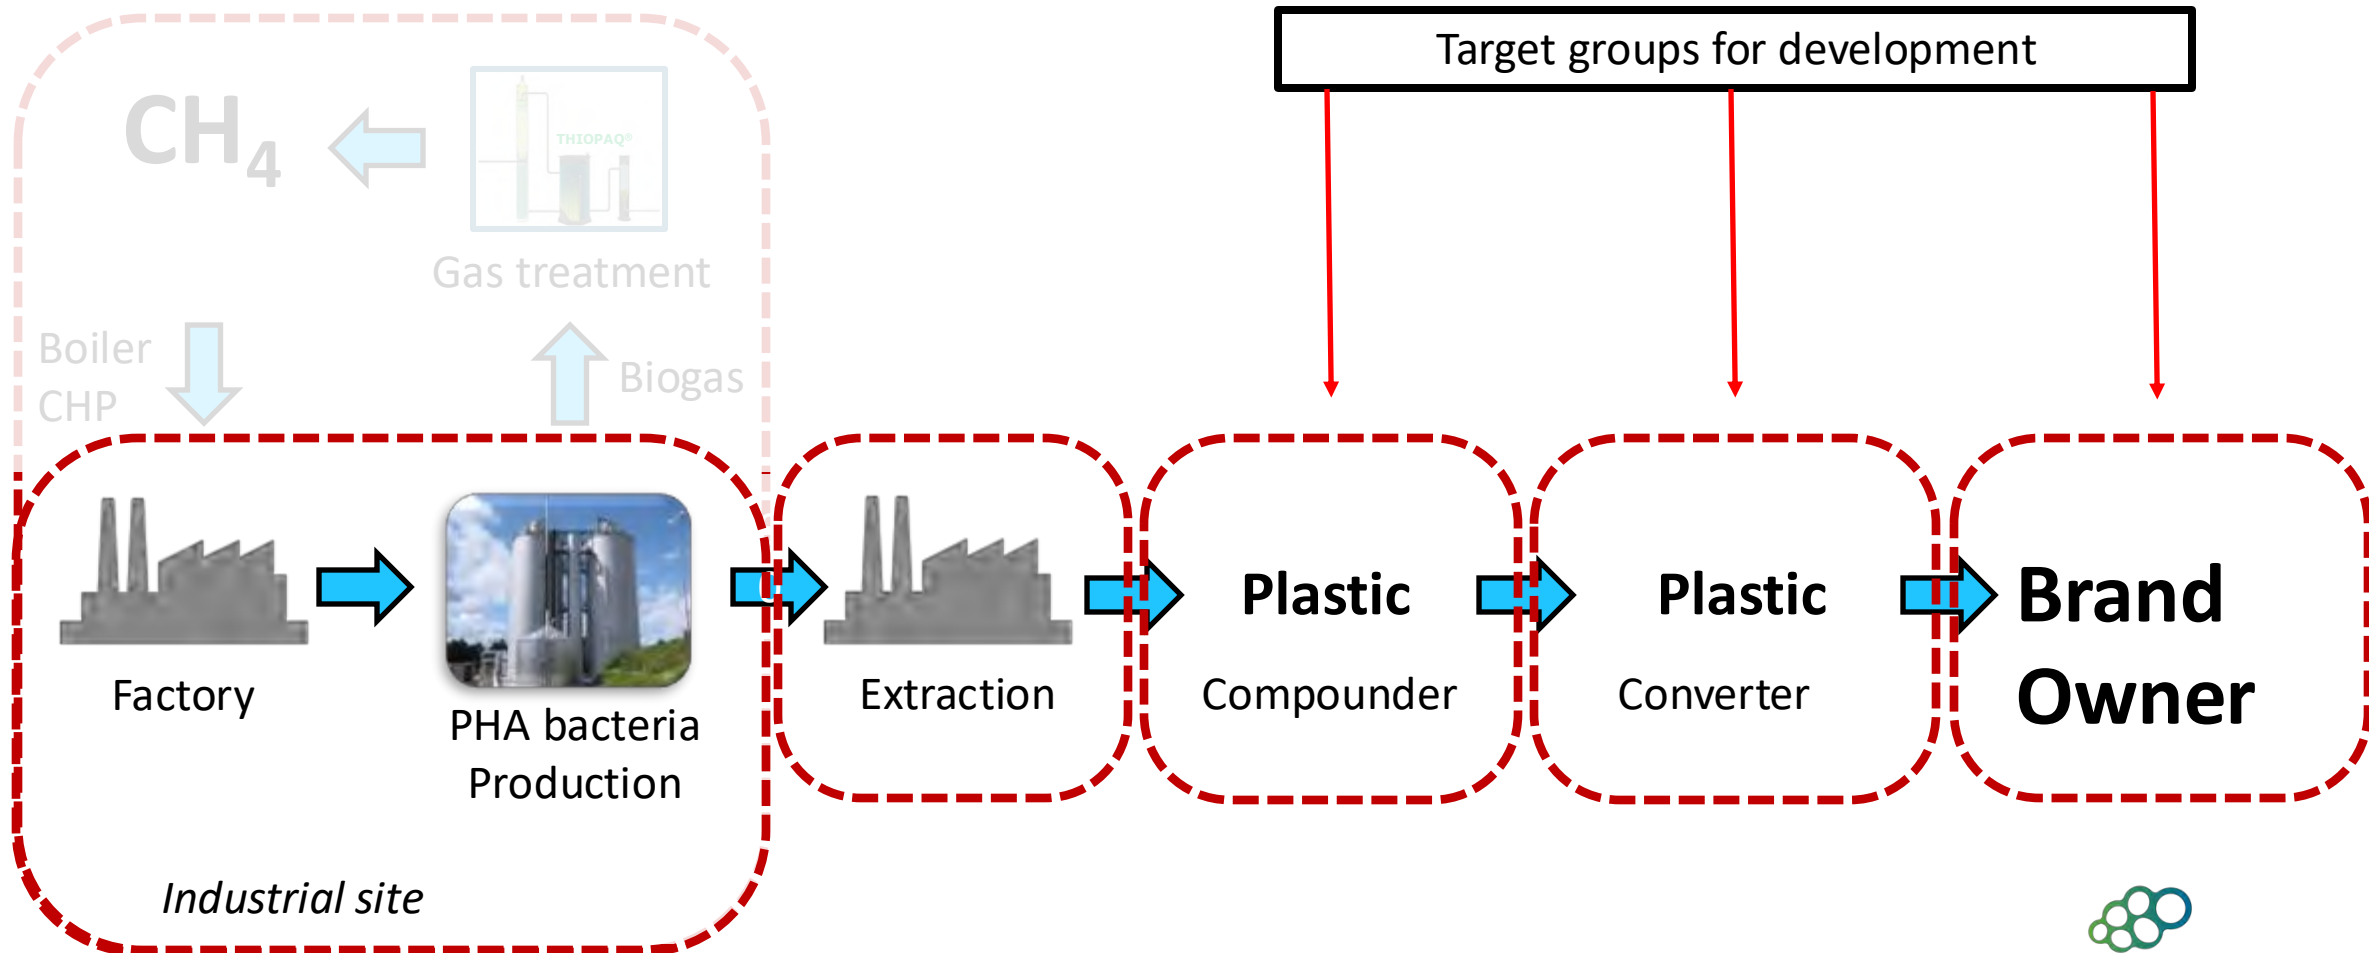 Target groups for development
CH4
THIOPAQ®
Gas treatment
Boiler
CHP
Biogas
Factory
PHA bacteria
Production
Industrial site
Extraction
Plastic
Compounder
Plastic
Converter
Brand
Owner